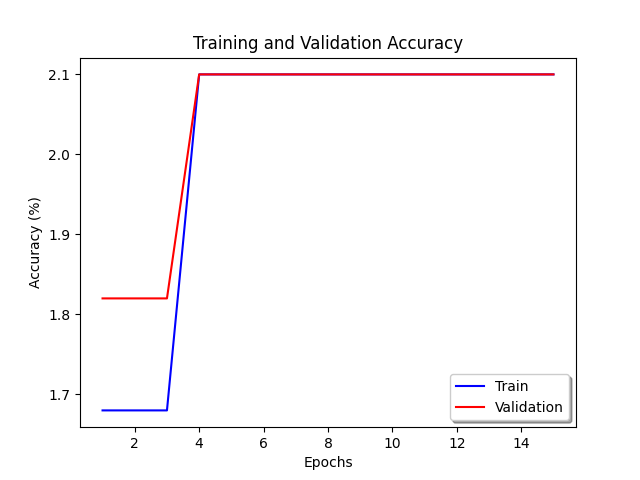 Training and Validation Accuracy
Accuracy (%)
2.1
2.0
1.9
1.8
1.7
2 4 6 8 10 12 14
Epochs
Train
Validation